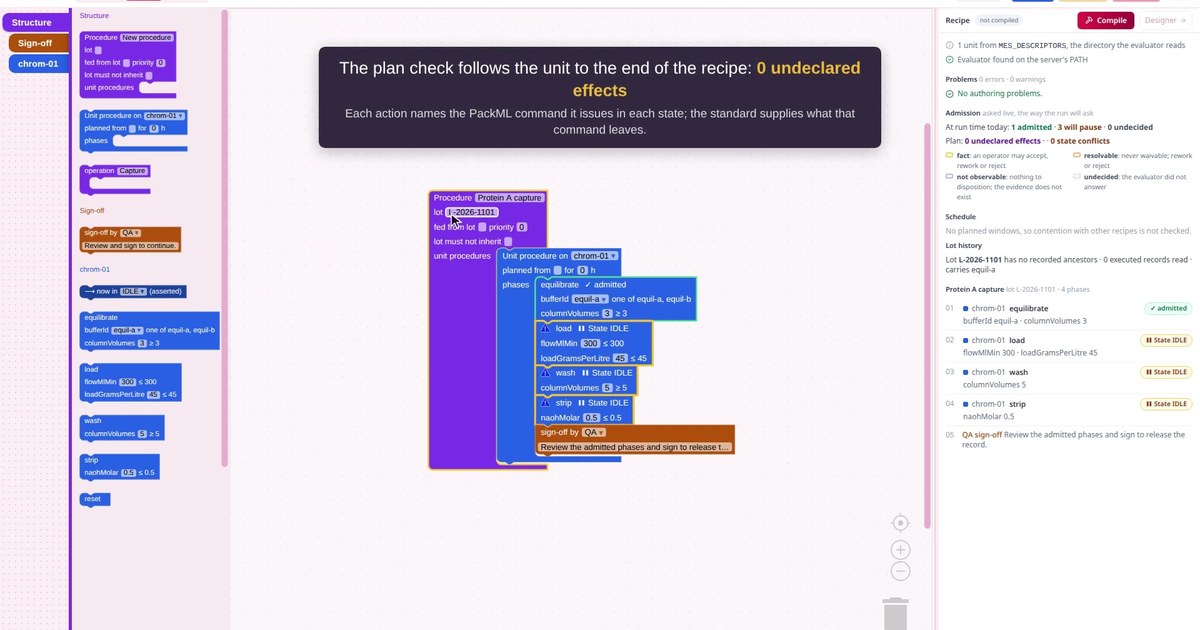 Structure
Sign-off
chrom-01
Structure
Procedure New procedure
lot
fed from lot priority 0
lot must not inherit
unit procedures
Unit procedure on chrom-01
planned from for 0 h
phases
operation Capture
Sign-off
sign-off by QA
Review and sign to continue.
chrom-01
now in IDLE (asserted)
equilibrate
bufferId equil-a one of equil-a, equil-b
columnVolumes 3 ≥ 3
load
flowMlMin 300 ≤ 300
loadGramsPerLitre 45 ≤ 45
wash
columnVolumes 5 ≥ 5
strip
naohMolar 0.5 ≤ 0.5
reset
The plan check follows the unit to the end of the recipe: 0 undeclared
effects
Each action names the PackML command it issues in each state; the standard supplies what that
command leaves.
Procedure Protein A capture
lot L-2026-1101
fed from lot priority 0
lot must not inherit
unit procedures
Unit procedure on chrom-01
planned from for 0 h
phases
equilibrate ✓ admitted
bufferId equil-a one of equil-a, equil-b
columnVolumes 3 ≥ 3
load State IDLE
flowMlMin 300 ≤ 300
loadGramsPerLitre 45 ≤ 45
wash State IDLE
columnVolumes 5 ≥ 5
strip State IDLE
naohMolar 0.5 ≤ 0.5
sign-off by QA
Review the admitted phases and sign to release t...
Recipe not compiled Compile Designer →
1 unit from MES_DESCRIPTORS, the directory the evaluator reads
Evaluator found on the server's PATH
Problems 0 errors · 0 warnings
No authoring problems.
Admission asked live, the way the run will ask
At run time today: 1 admitted · 3 will pause · 0 undecided
Plan: 0 undeclared effects · · 0 state conflicts
fact: an operator may accept,
rework or reject
resolvable: never waivable; rework
or reject
not observable: nothing to
disposition; the evidence does not
exist
undecided: the evaluator did not
answer
Schedule
No planned windows, so contention with other recipes is not checked.
Lot history
Lot L-2026-1101 has no recorded ancestors · 0 executed records read ·
carries equil-a
Protein A capture lot L-2026-1101 · 4 phases
01 chrom-01 equilibrate ✓ admitted
bufferId equil-a · columnVolumes 3
02 chrom-01 load State IDLE
flowMlMin 300 · loadGramsPerLitre 45
03 chrom-01 wash State IDLE
columnVolumes 5
04 chrom-01 strip State IDLE
naohMolar 0.5
05 QA sign-off Review the admitted phases and sign to release the
record.